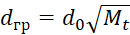 d_гр = d_0√M_t